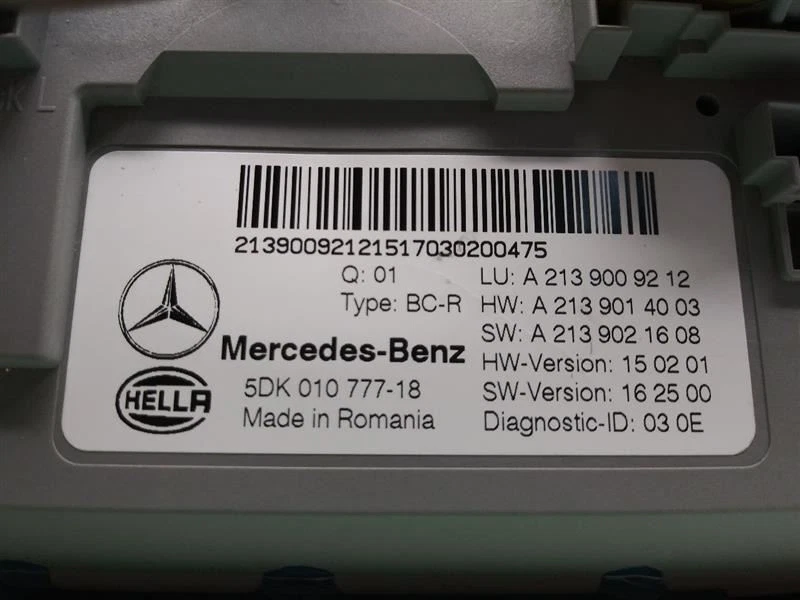 L
21390092121517030200475
Q: 01 LU: A 213 900 92 12
Type: BC-R HW: A 213 901 40 03
SW: A 213 902 16 08
Mercedes-Benz HW-Version: 15 02 01
HELLA 5DK 010 777-18 SW-Version: 16 25 00
Made in Romania Diagnostic-ID: 03 0E